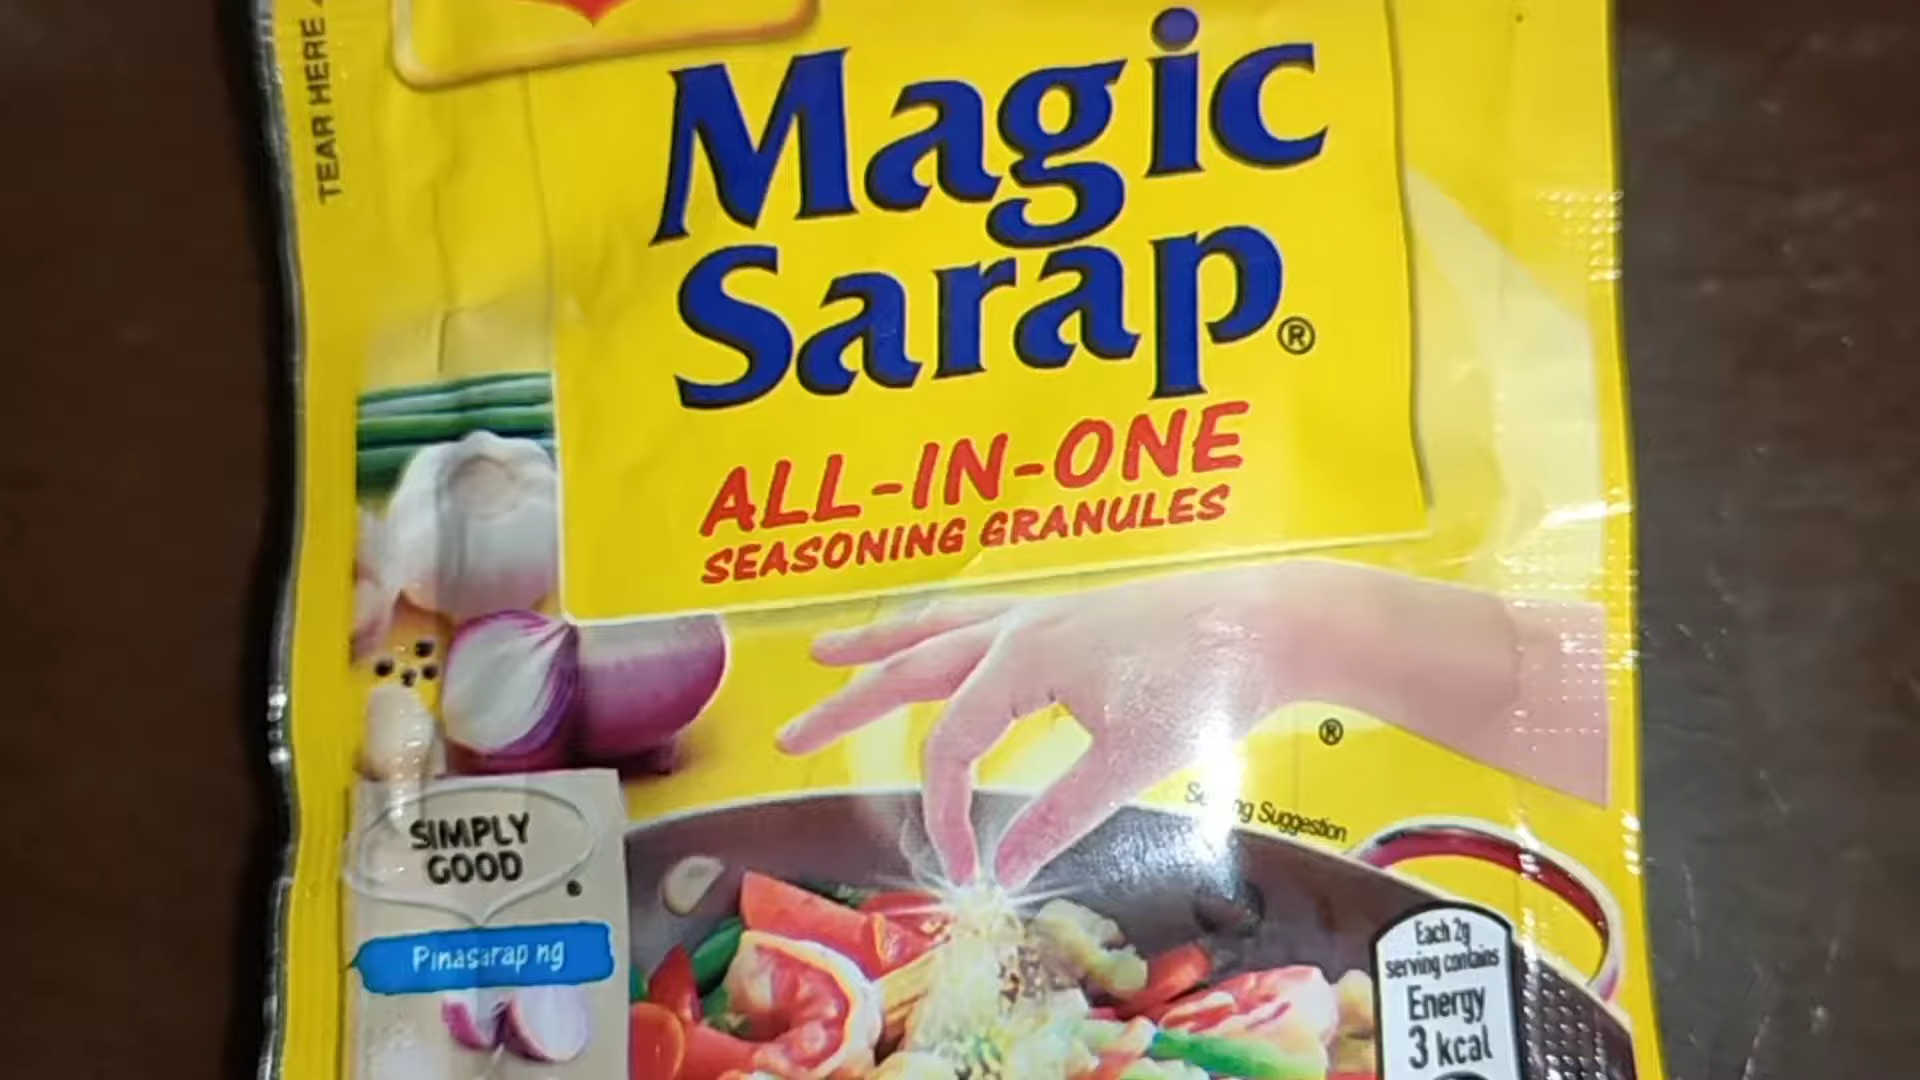 TEAR HERE
Magic
Sarap®
ALL-IN-ONE
SEASONING GRANULES
®
Suggestion
SIMPLY
GOOD
®
Pinasarap ng
Each 2g
serving contains
Energy
3 kcal